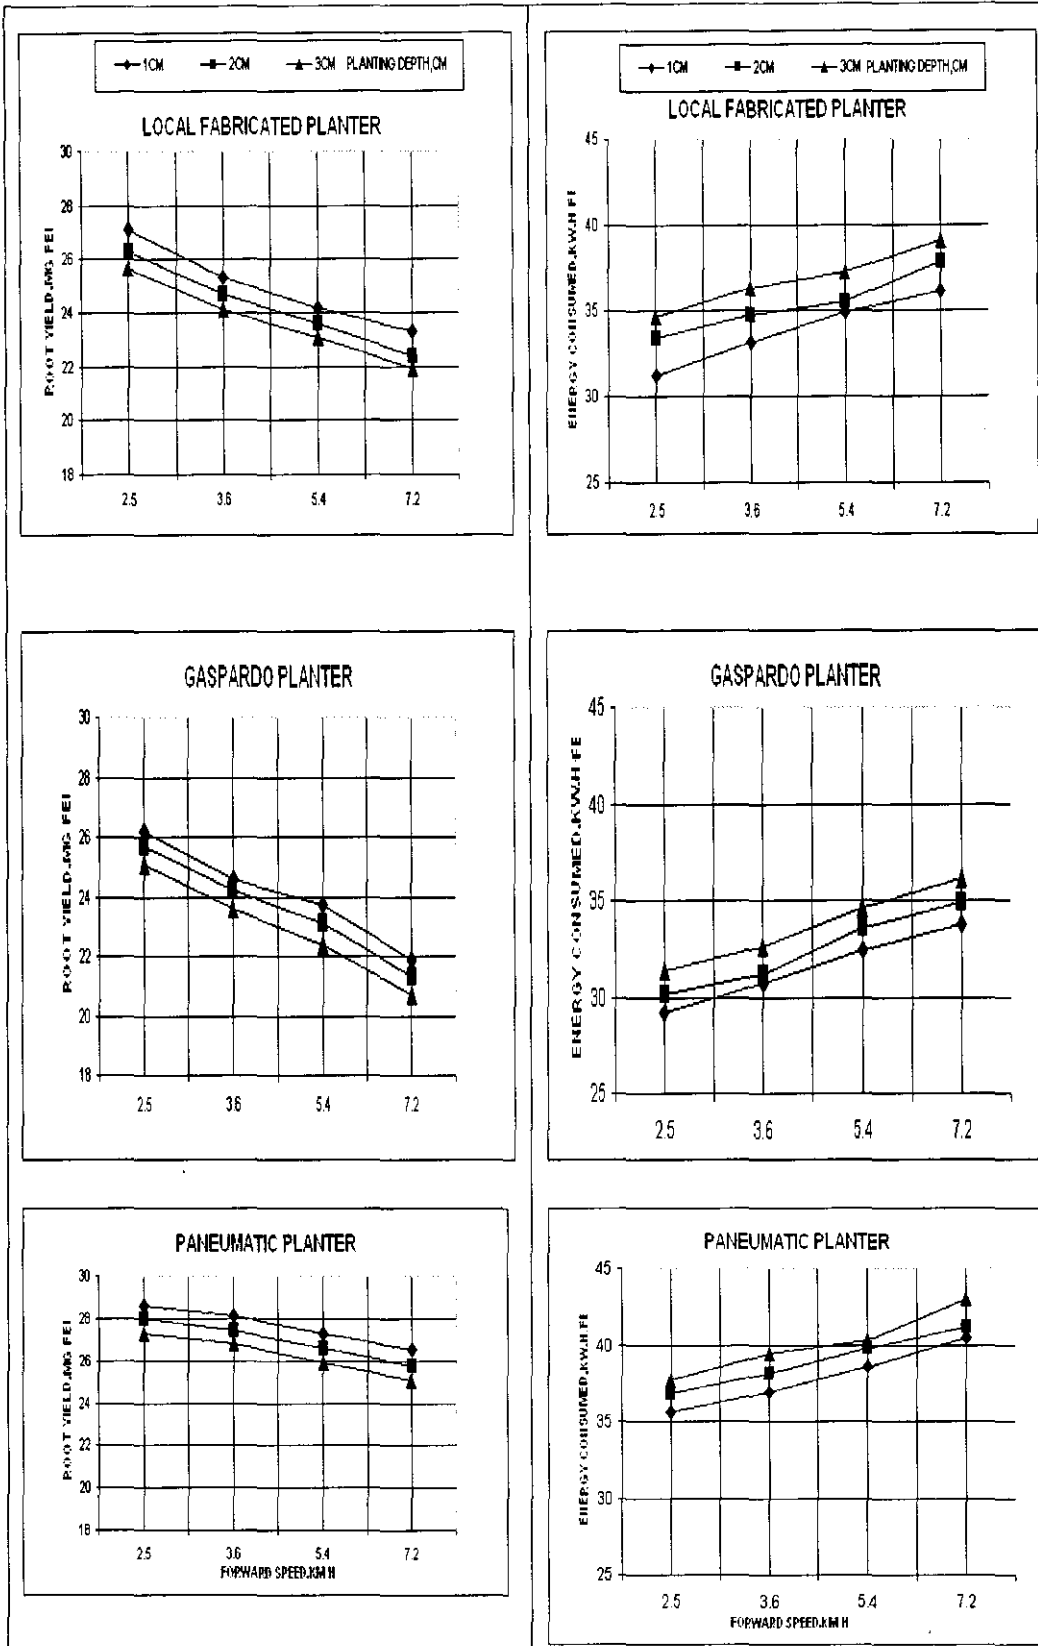 1CM 2CM 3CM PLANTING DEPTH,CM
LOCAL FABRICATED PLANTER
ROOT YIELD,MG FEI
30
28
26
24
22
20
18
2.5 3.6 5.4 7.2
1CM 2CM 3CM PLANTING DEPTH,CM
LOCAL FABRICATED PLANTER
ENERGY CONSUMED,KW.H FE
45
40
35
30
25
2.5 3.6 5.4 7.2
GASPARDO PLANTER
ROOT YIELD,MG FEI
30
28
26
24
22
20
18
2.5 3.6 5.4 7.2
GASPARDO PLANTER
ENERGY CONSUMED,KW.H FE
45
40
35
30
25
2.5 3.6 5.4 7.2
PANEUMATIC PLANTER
ROOT YIELD,MG FEI
30
28
26
24
22
20
18
2.5 3.6 5.4 7.2
FORWARD SPEED,KM H
PANEUMATIC PLANTER
ENERGY CONSUMED,KW.H FE
45
40
35
30
25
2.5 3.6 5.4 7.2
FORWARD SPEED,KM H